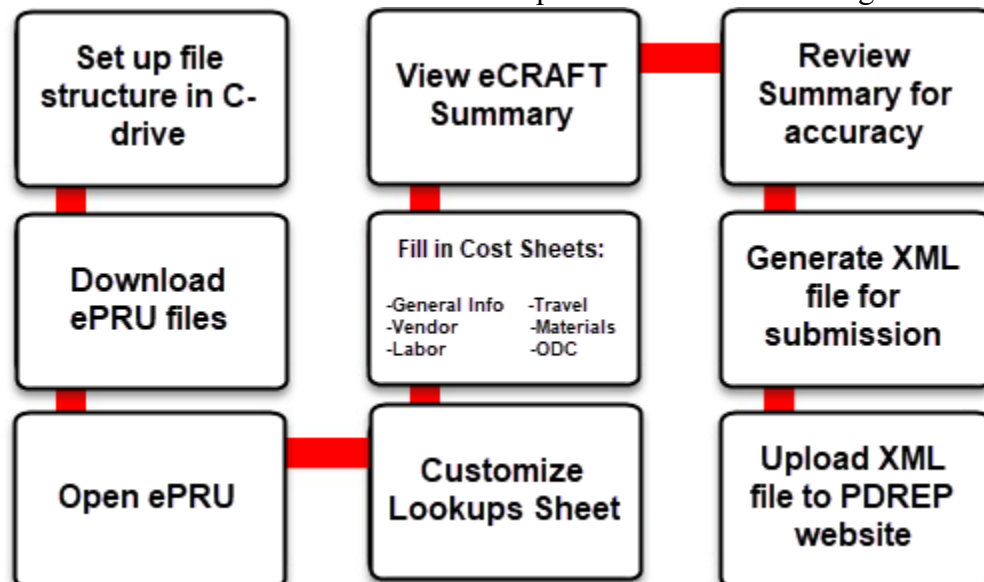 Set up file
structure in C-
drive
Download
ePRU files
Open ePRU
Customize
Lookups Sheet
Fill in Cost Sheets:
-General Info -Travel
-Vendor -Materials
-Labor -ODC
View eCRAFT
Summary
Review
Summary for
accuracy
Generate XML
file for
submission
Upload XML
file to PDREP
website